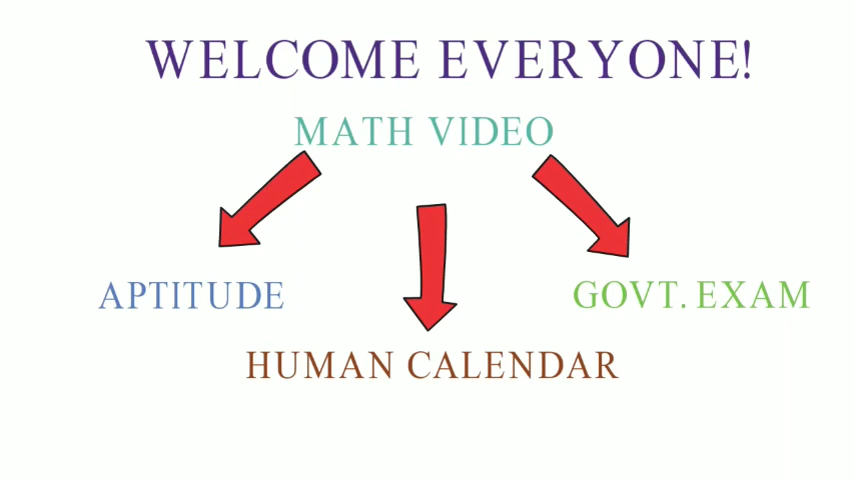 WELCOME EVERYONE!
MATH VIDEO
APTITUDE
GOVT. EXAM
HUMAN CALENDAR